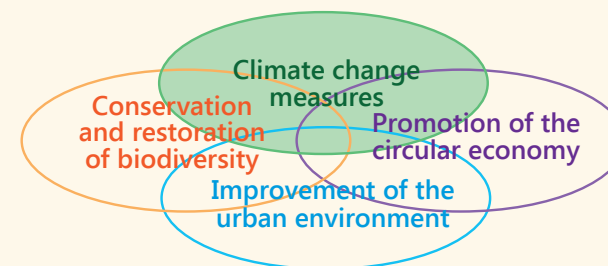 Climate change
measures
Conservation
and restoration
of biodiversity
Promotion of the
circular economy
Improvement of the
urban environment